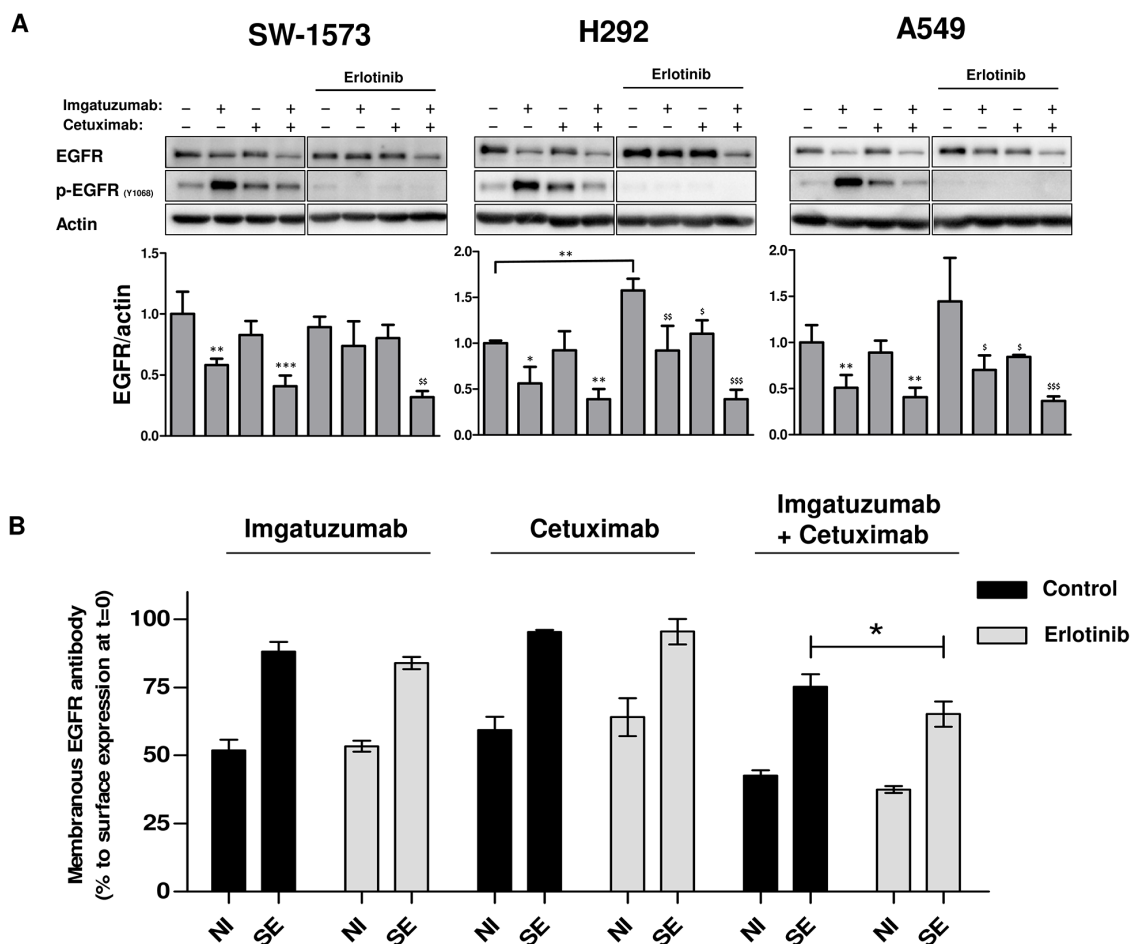 A
SW-1573 H292 A549
Erlotinib Erlotinib Erlotinib
Imgatuzumab: − + − + − + − + − + − + − + − + − + − + − + − +
Cetuximab: − − + + − − + + − − + + − − + + − − + + − − + +
EGFR
p-EGFR (Y1068)
Actin
EGFR/actin
1.5
1.0
0.5
0.0
** *** $$
2.0
1.5
1.0
0.5
0.0
** * ** $$ $ $$$
2.0
1.5
1.0
0.5
0.0
** ** $ $ $$$
B
Imgatuzumab
Cetuximab
Imgatuzumab
+ Cetuximab
Control
Erlotinib
*
Membranous EGFR antibody
(% to surface expression at t=0)
100
75
50
25
0
NI SE NI SE NI SE NI SE NI SE NI SE